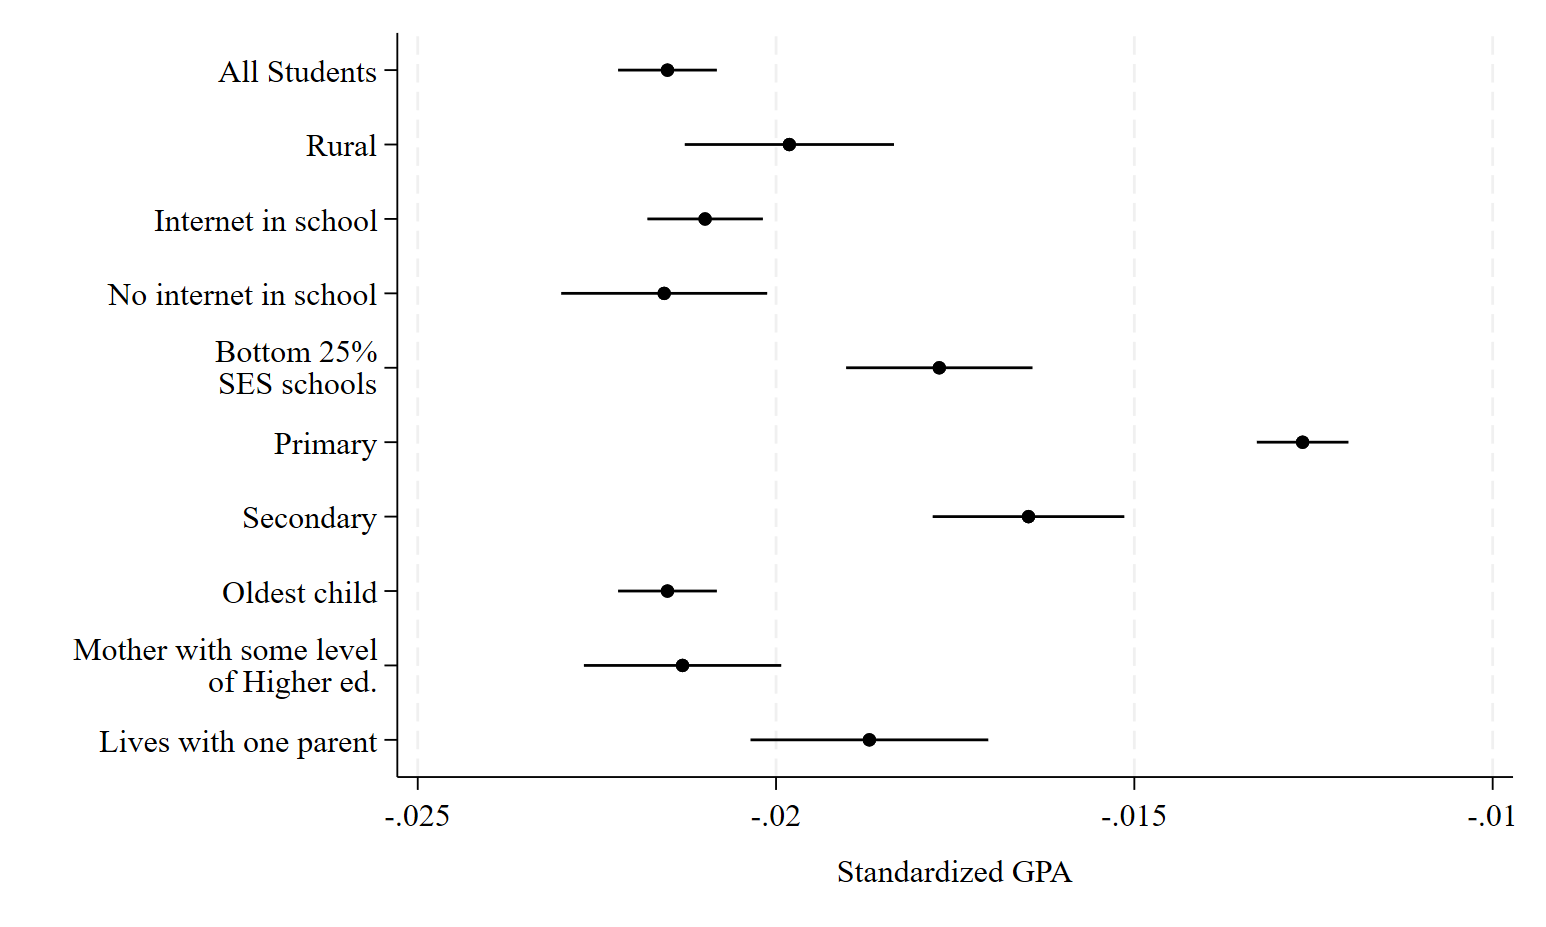 All Students
Rural
Internet in school
No internet in school
Bottom 25%
SES schools
Primary
Secondary
Oldest child
Mother with some level
of Higher ed.
Lives with one parent
-.025 -.02 -.015 -.01
Standardized GPA